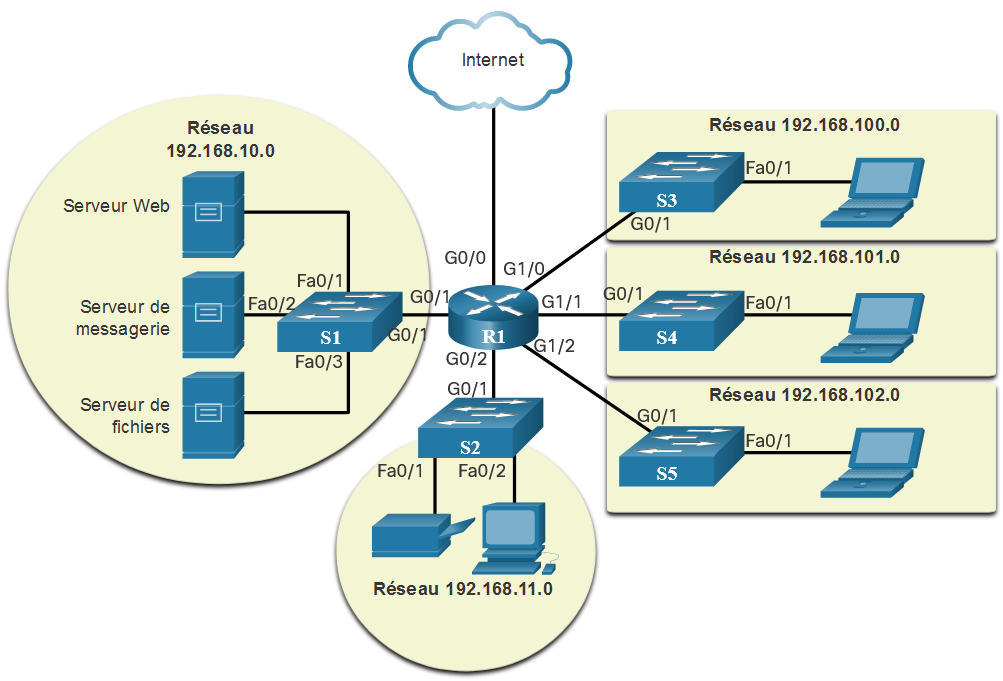 Internet
Réseau
192.168.10.0
Serveur Web
Fa0/1
Serveur de
messagerie
Fa0/2
S1
G0/1
G0/1
Fa0/3
Serveur de
fichiers
G0/0
G1/0
R1
G1/1
G1/2
G0/2
G0/1
S2
Fa0/1
Fa0/2
Réseau 192.168.11.0
Réseau 192.168.100.0
S3
Fa0/1
G0/1
Réseau 192.168.101.0
G0/1
S4
Fa0/1
Réseau 192.168.102.0
G0/1
S5
Fa0/1